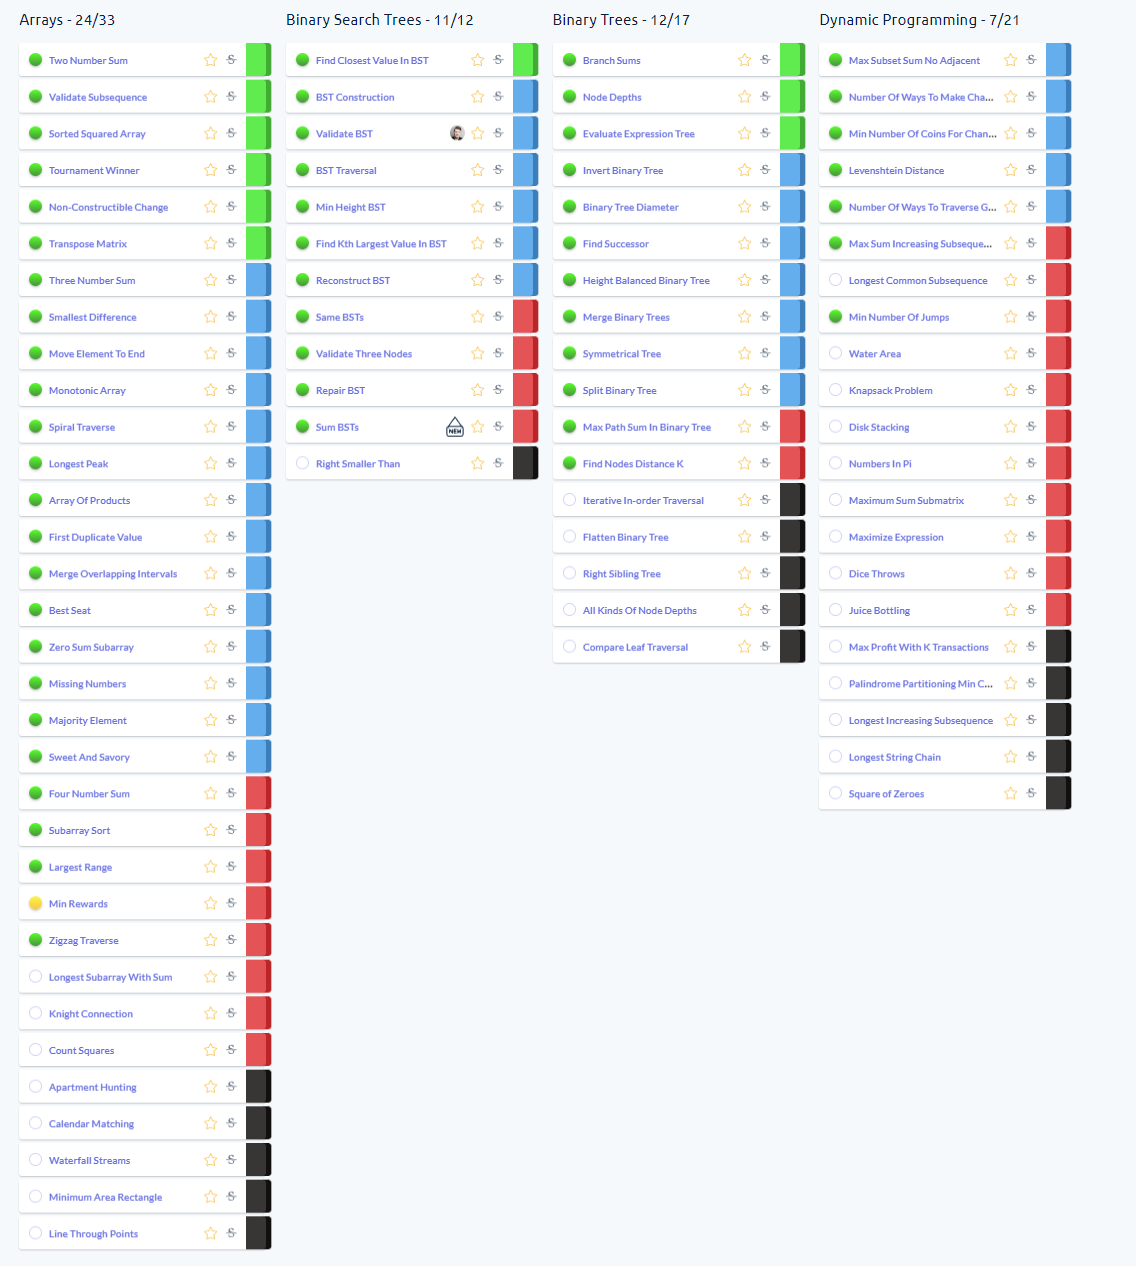 Arrays - 24/33
Two Number Sum
Validate Subsequence
Sorted Squared Array
Tournament Winner
Non-Constructible Change
Transpose Matrix
Three Number Sum
Smallest Difference
Move Element To End
Monotonic Array
Spiral Traverse
Longest Peak
Array Of Products
First Duplicate Value
Merge Overlapping Intervals
Best Seat
Zero Sum Subarray
Missing Numbers
Majority Element
Sweet And Savory
Four Number Sum
Subarray Sort
Largest Range
Min Rewards
Zigzag Traverse
Longest Subarray With Sum
Knight Connection
Count Squares
Apartment Hunting
Calendar Matching
Waterfall Streams
Minimum Area Rectangle
Line Through Points
Binary Search Trees - 11/12
Find Closest Value In BST
BST Construction
Validate BST
BST Traversal
Min Height BST
Find Kth Largest Value In BST
Reconstruct BST
Same BSTs
Validate Three Nodes
Repair BST
Sum BSTs
NEW
Right Smaller Than
Binary Trees - 12/17
Branch Sums
Node Depths
Evaluate Expression Tree
Invert Binary Tree
Binary Tree Diameter
Find Successor
Height Balanced Binary Tree
Merge Binary Trees
Symmetrical Tree
Split Binary Tree
Max Path Sum In Binary Tree
Find Nodes Distance K
Iterative In-order Traversal
Flatten Binary Tree
Right Sibling Tree
All Kinds Of Node Depths
Compare Leaf Traversal
Dynamic Programming - 7/21
Max Subset Sum No Adjacent
Number Of Ways To Make Cha...
Min Number Of Coins For Chan...
Levenshtein Distance
Number Of Ways To Traverse G...
Max Sum Increasing Subseque...
Longest Common Subsequence
Min Number Of Jumps
Water Area
Knapsack Problem
Disk Stacking
Numbers In Pi
Maximum Sum Submatrix
Maximize Expression
Dice Throws
Juice Bottling
Max Profit With K Transactions
Palindrome Partitioning Min C...
Longest Increasing Subsequence
Longest String Chain
Square of Zeroes